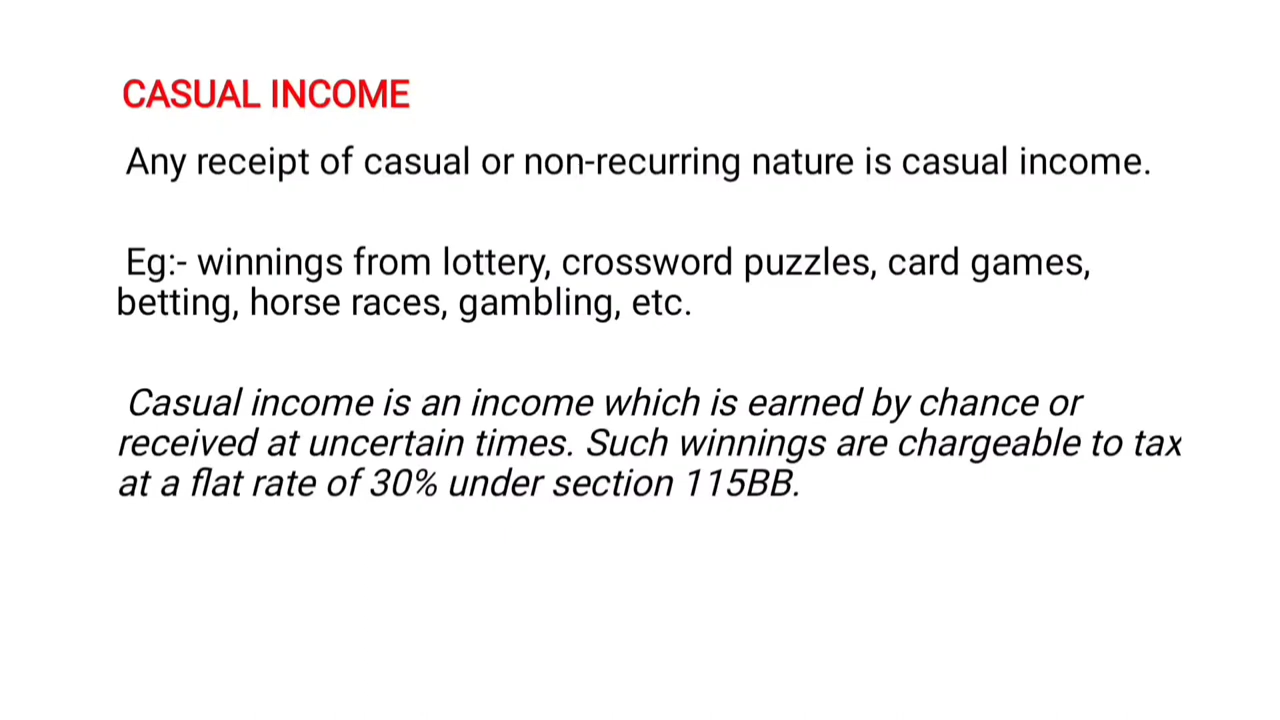 CASUAL INCOME
Any receipt of casual or non-recurring nature is casual income.
Eg:- winnings from lottery, crossword puzzles, card games,
betting, horse races, gambling, etc.
Casual income is an income which is earned by chance or
received at uncertain times. Such winnings are chargeable to tax
at a flat rate of 30% under section 115BB.